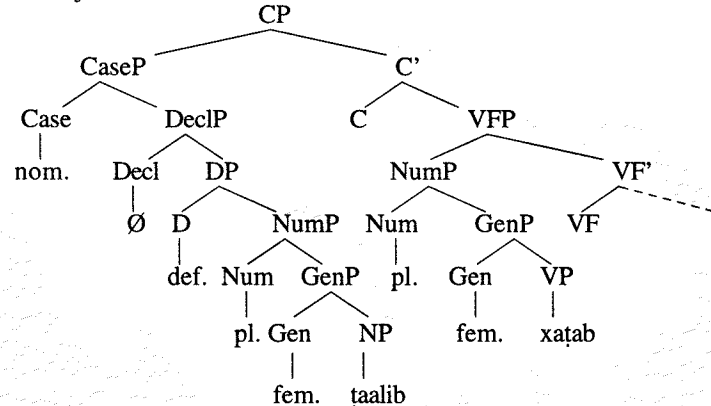 CP
CaseP C’
Case DeclP C VFP
nom. Decl DP NumP VF’
Ø D NumP Num GenP VF
def. Num GenP pl. Gen VP
pl. Gen NP fem. xaṭab
fem. ṭaalib